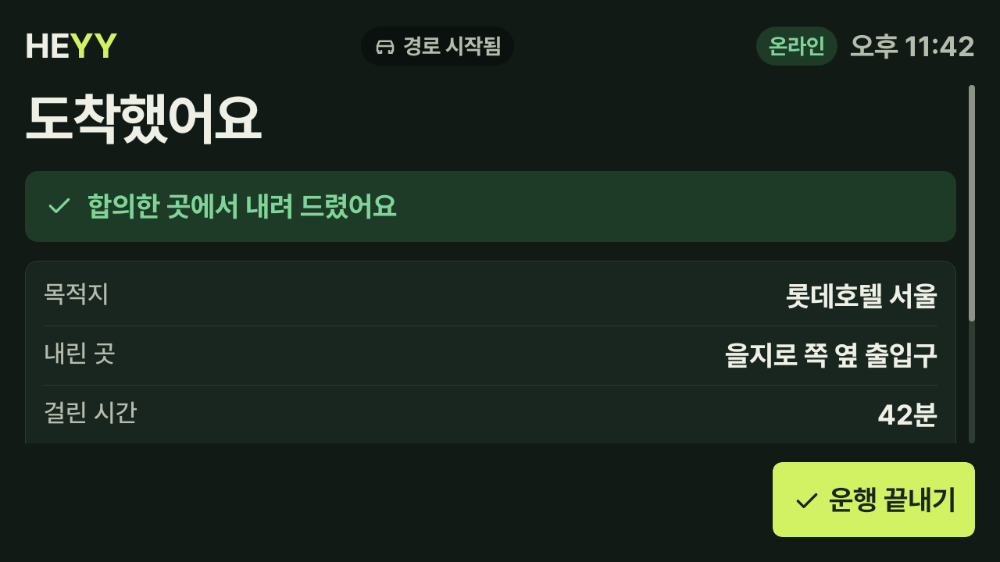 HEYY
경로 시작됨
온라인
오후 11:42
도착했어요
합의한 곳에서 내려 드렸어요
목적지
롯데호텔 서울
내린 곳
을지로 쪽 옆 출입구
걸린 시간
42분
운행 끝내기